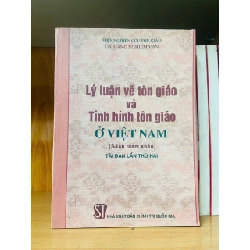 VIỆN NGHIÊN CỨU TÔN GIÁO
Lý luận về tôn giáo
và
Tình hình tôn giáo
Ở VIỆT NAM
(Sách tham khảo)
TÁI BẢN LẦN THỨ HAI
NHÀ XUẤT BẢN CHÍNH TRỊ QUỐC GIA